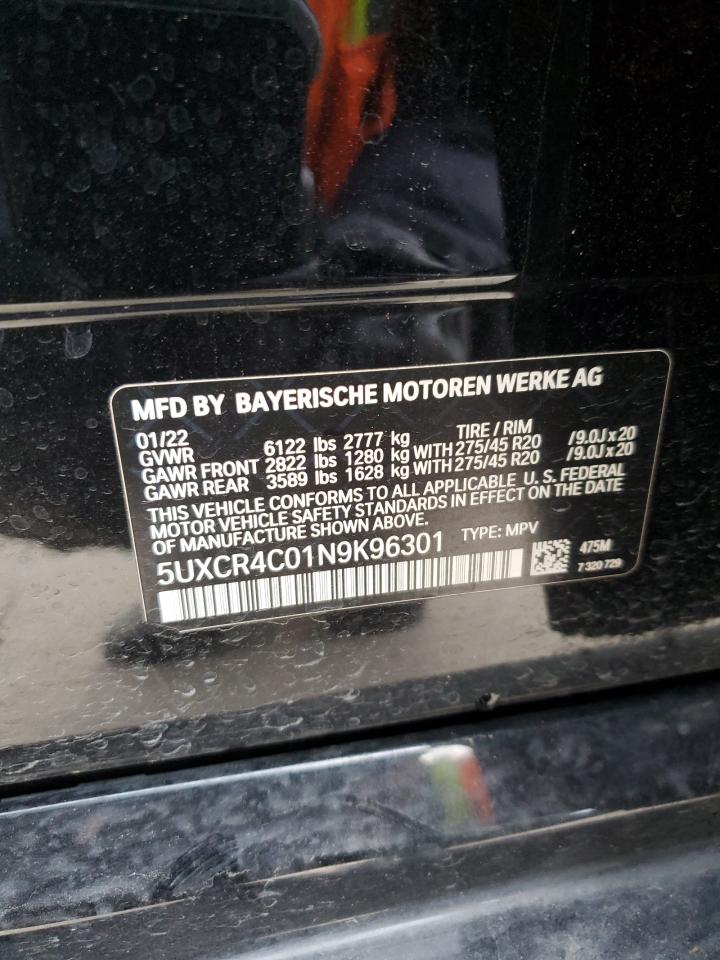 MFD BY BAYERISCHE MOTOREN WERKE AG
01/22 TIRE / RIM
GVWR 6122 lbs 2777 kg
GAWR FRONT 2822 lbs 1280 kg WITH 275/45 R20 /9.0J x 20
GAWR REAR 3589 lbs 1628 kg WITH 275/45 R20 /9.0J x 20
THIS VEHICLE CONFORMS TO ALL APPLICABLE U. S. FEDERAL
MOTOR VEHICLE SAFETY STANDARDS IN EFFECT ON THE DATE
OF MANUFACTURE SHOWN ABOVE.
5UXCR4C01N9K96301 TYPE: MPV
475M
7 320 729